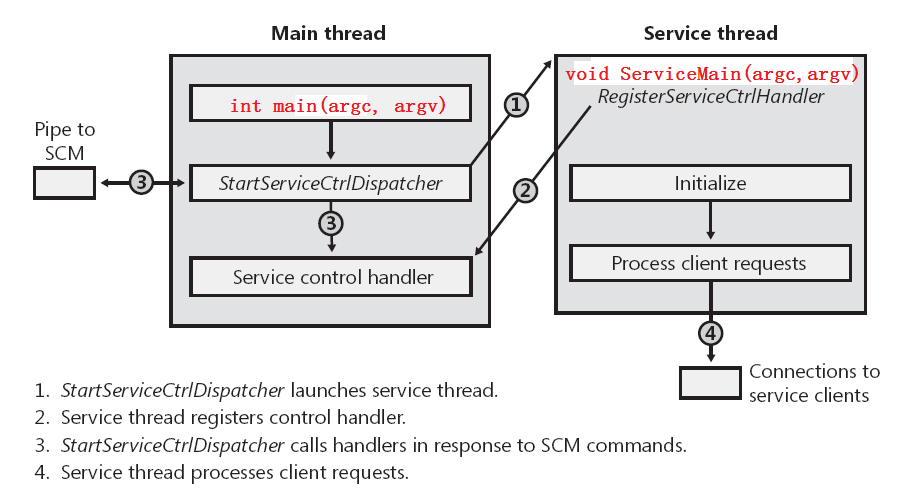 Main thread
Service thread
int main(argc, argv)
void ServiceMain(argc,argv)
RegisterServiceCtrlHandler
Pipe to
SCM
1
3
StartServiceCtrlDispatcher
2
Initialize
3
Service control handler
Process client requests
4
Connections to
service clients
1. StartServiceCtrlDispatcher launches service thread.
2. Service thread registers control handler.
3. StartServiceCtrlDispatcher calls handlers in response to SCM commands.
4. Service thread processes client requests.